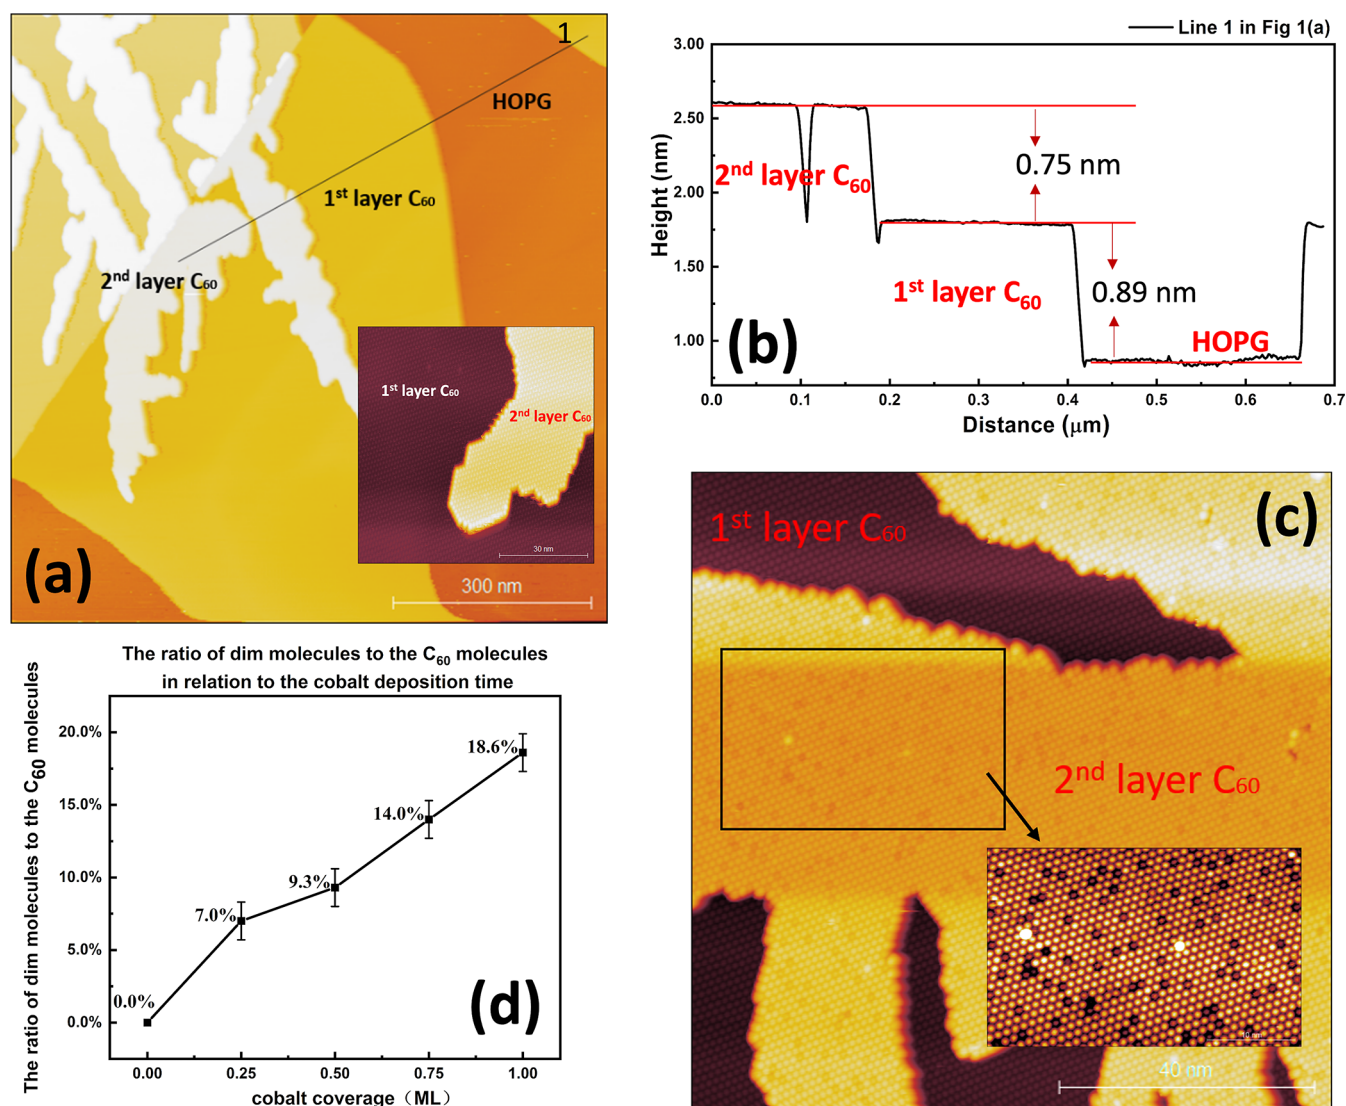 1
HOPG
1st layer C60
2nd layer C60
1st layer C60
2nd layer C60
30 nm
300 nm
(a)
Line 1 in Fig 1(a)
3.00
2.50
2.00
1.50
1.00
Height (nm)
0.75 nm
2nd layer C60
0.89 nm
1st layer C60
HOPG
(b)
0.0
0.1
0.2
0.3
0.4
0.5
0.6
0.7
Distance (μm)
1st layer C60
(c)
2nd layer C60
10 nm
40 nm
The ratio of dim molecules to the C60 molecules
in relation to the cobalt deposition time
The ratio of dim molecules to the C60 molecules
20.0%
15.0%
10.0%
5.0%
0.0%
0.0%
7.0%
9.3%
14.0%
18.6%
(d)
0.00
0.25
0.50
0.75
1.00
cobalt coverage（ML）